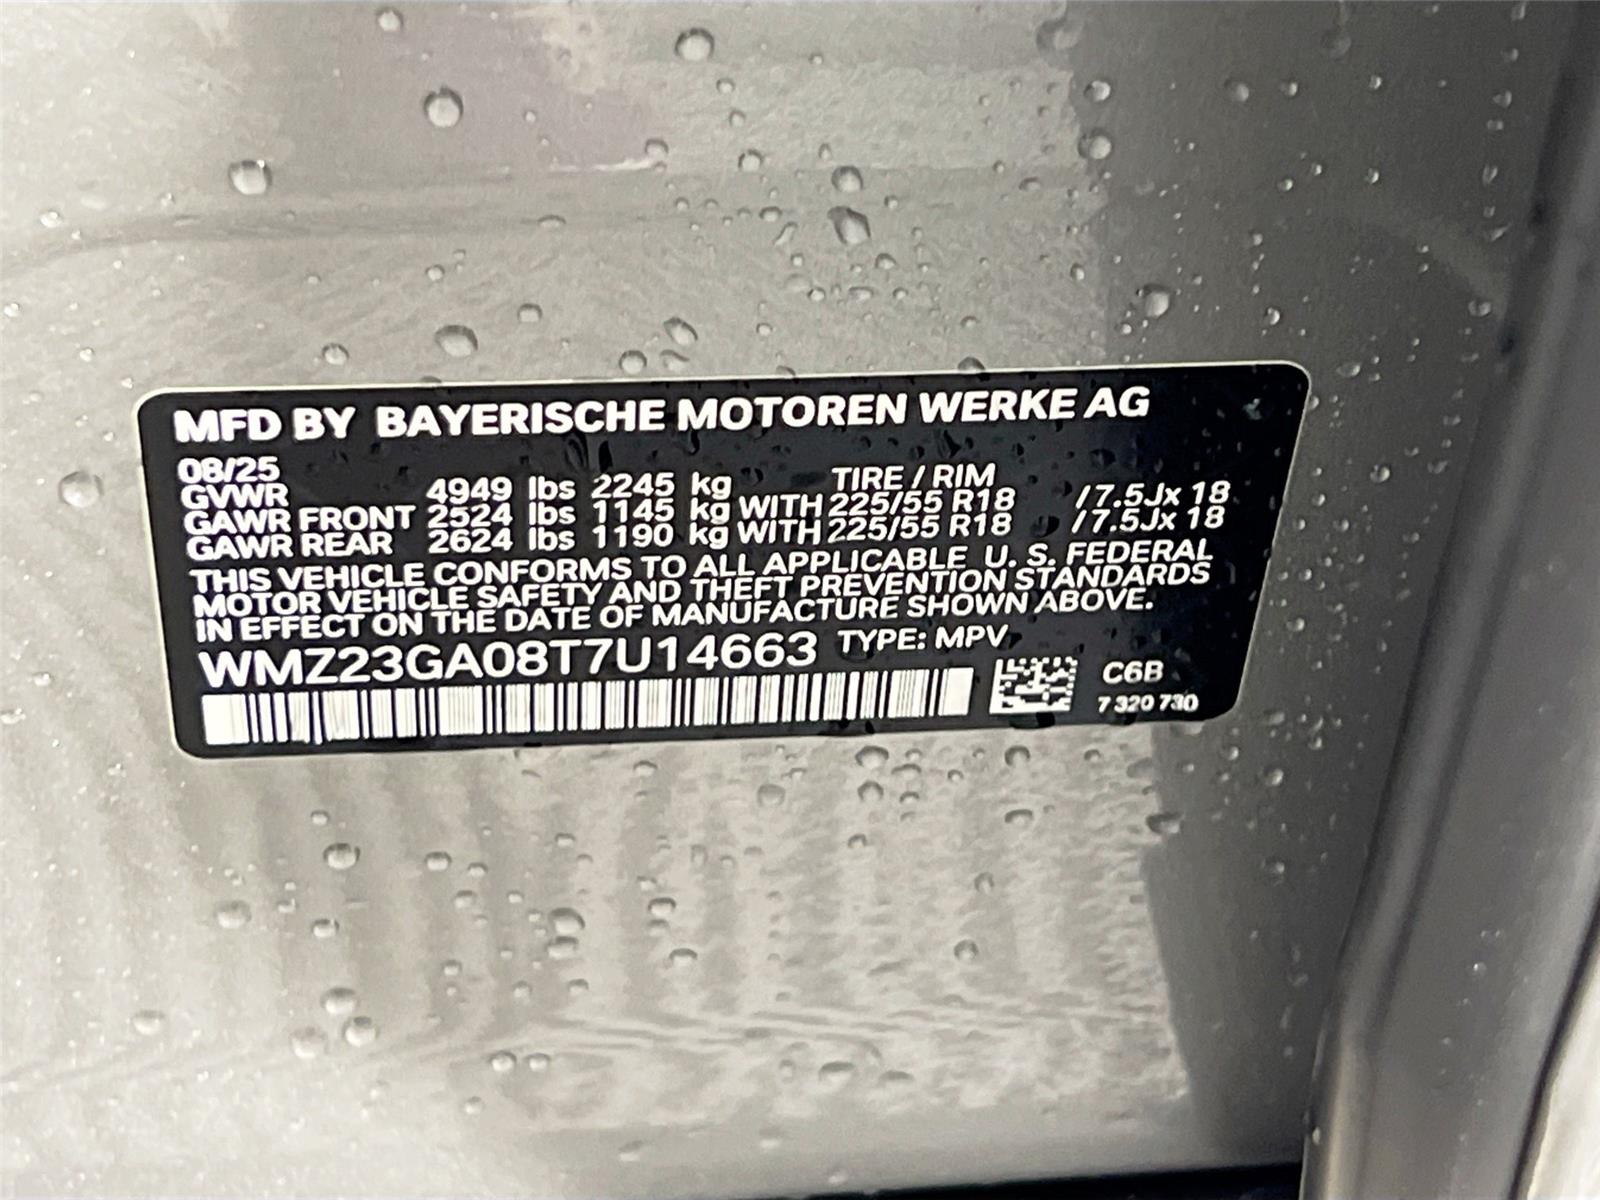 MFD BY BAYERISCHE MOTOREN WERKE AG
08/25 TIRE / RIM
GVWR 4949 lbs 2245 kg
GAWR FRONT 2524 lbs 1145 kg WITH 225/55 R18 / 7.5Jx 18
GAWR REAR 2624 lbs 1190 kg WITH 225/55 R18 / 7.5Jx 18
THIS VEHICLE CONFORMS TO ALL APPLICABLE U. S. FEDERAL
MOTOR VEHICLE SAFETY AND THEFT PREVENTION STANDARDS
IN EFFECT ON THE DATE OF MANUFACTURE SHOWN ABOVE.
WMZ23GA08T7U14663 TYPE: MPV
C6B
7 320 730